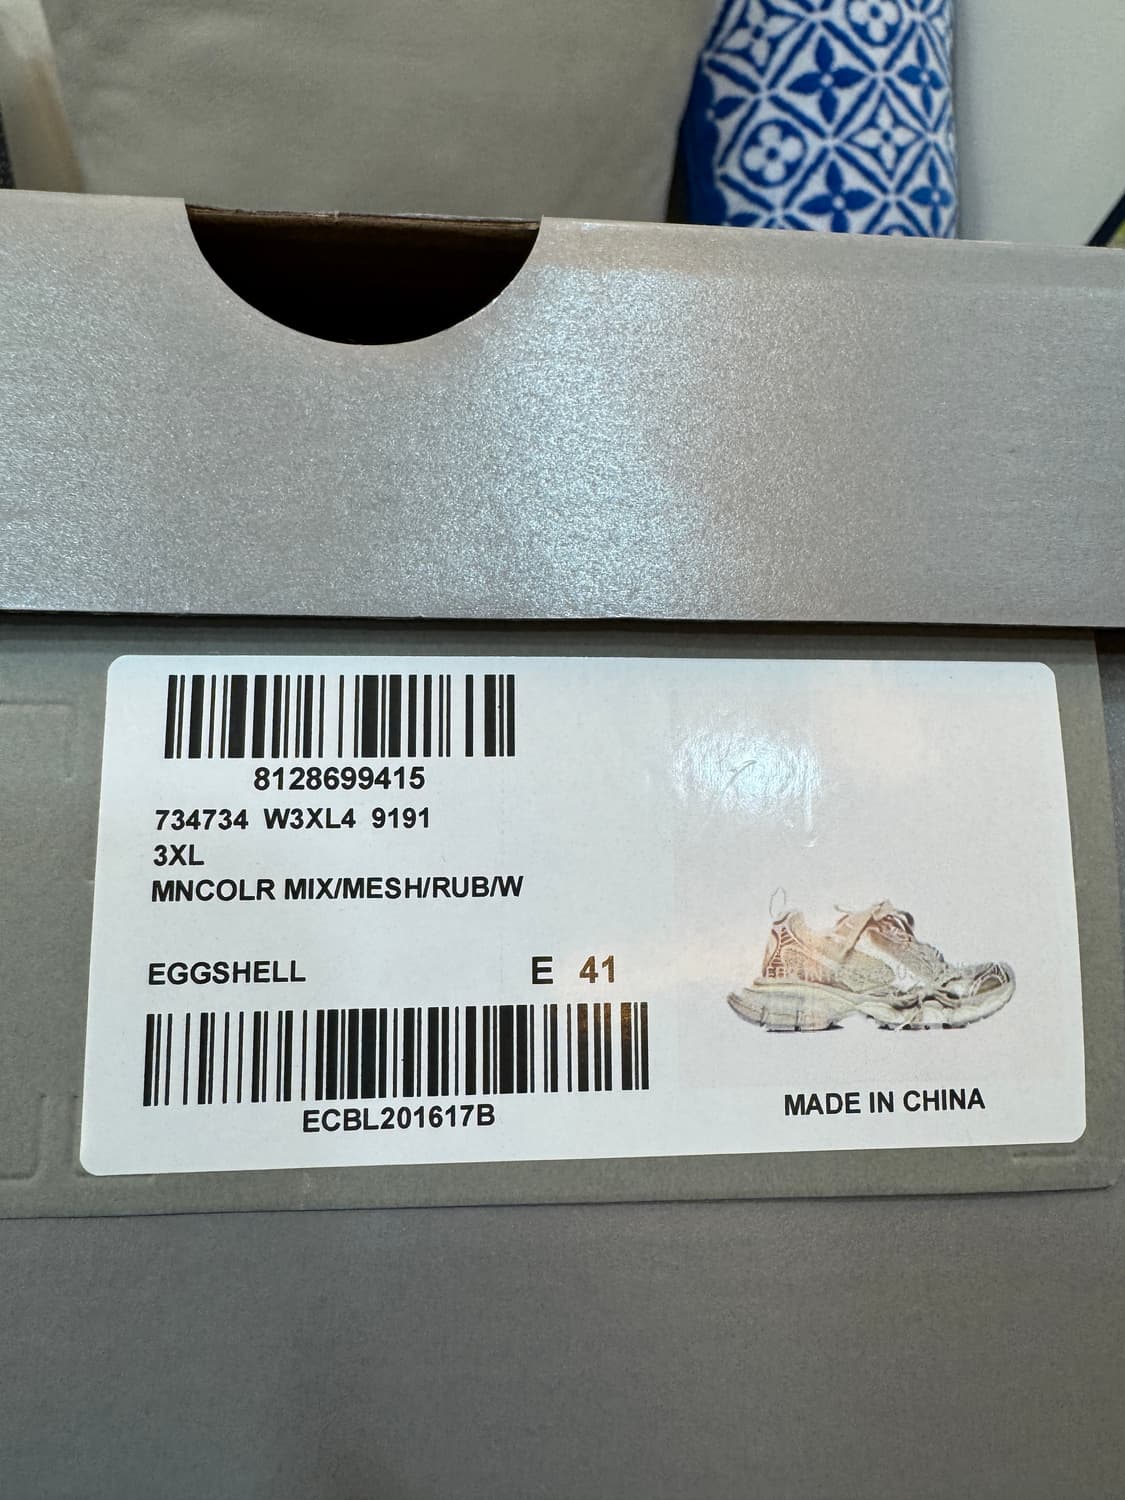 8128699415
734734 W3XL4 9191
3XL
MNCOLR MIX/MESH/RUB/W
EGGSHELL E 41
ECBL201617B
MADE IN CHINA